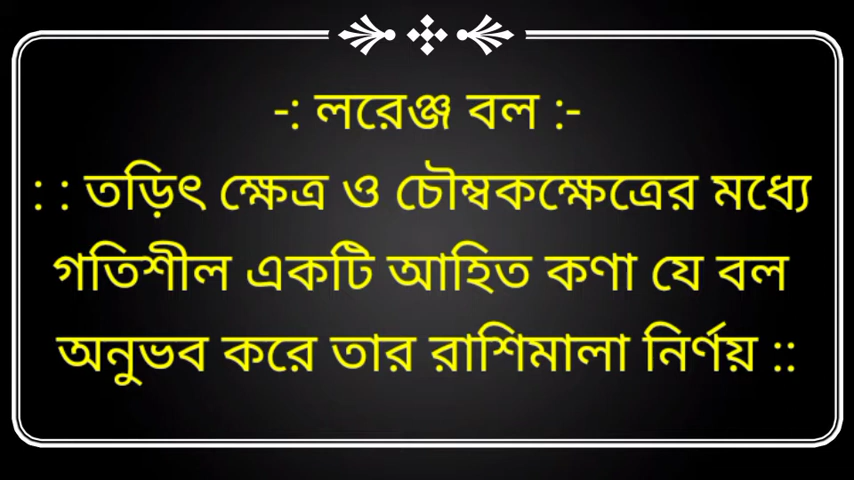 -: লরেঞ্জ বল :-
: : তড়িৎ ক্ষেত্র ও চৌম্বকক্ষেত্রের মধ্যে
গতিশীল একটি আহিত কণা যে বল
অনুভব করে তার রাশিমালা নির্ণয় ::